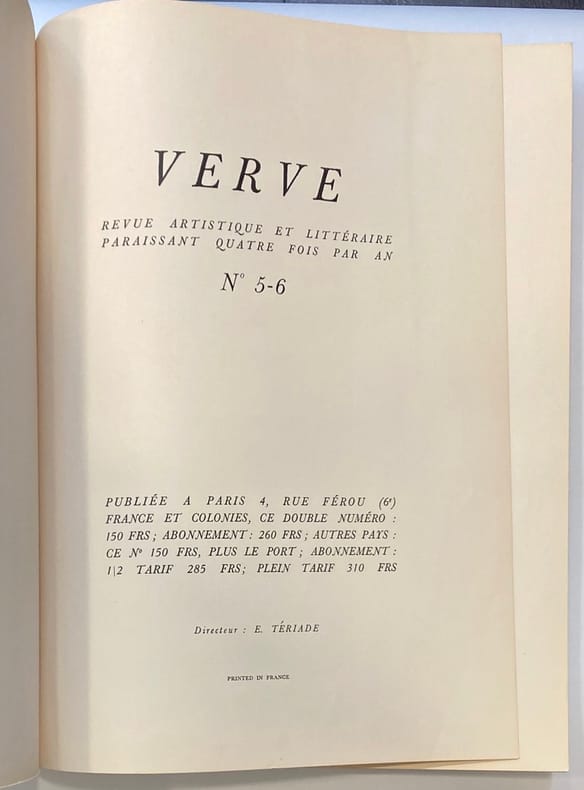 VERVE
REVUE ARTISTIQUE ET LITTÉRAIRE
PARAISSANT QUATRE FOIS PAR AN
Nº 5-6
PUBLIÉE A PARIS 4, RUE FÉROU (6ᵉ)
FRANCE ET COLONIES, CE DOUBLE NUMÉRO :
150 FRS ; ABONNEMENT : 260 FRS ; AUTRES PAYS :
CE Nº 150 FRS, PLUS LE PORT ; ABONNEMENT :
1\2 TARIF 285 FRS; PLEIN TARIF 310 FRS
Directeur : E. TÉRIADE
PRINTED IN FRANCE